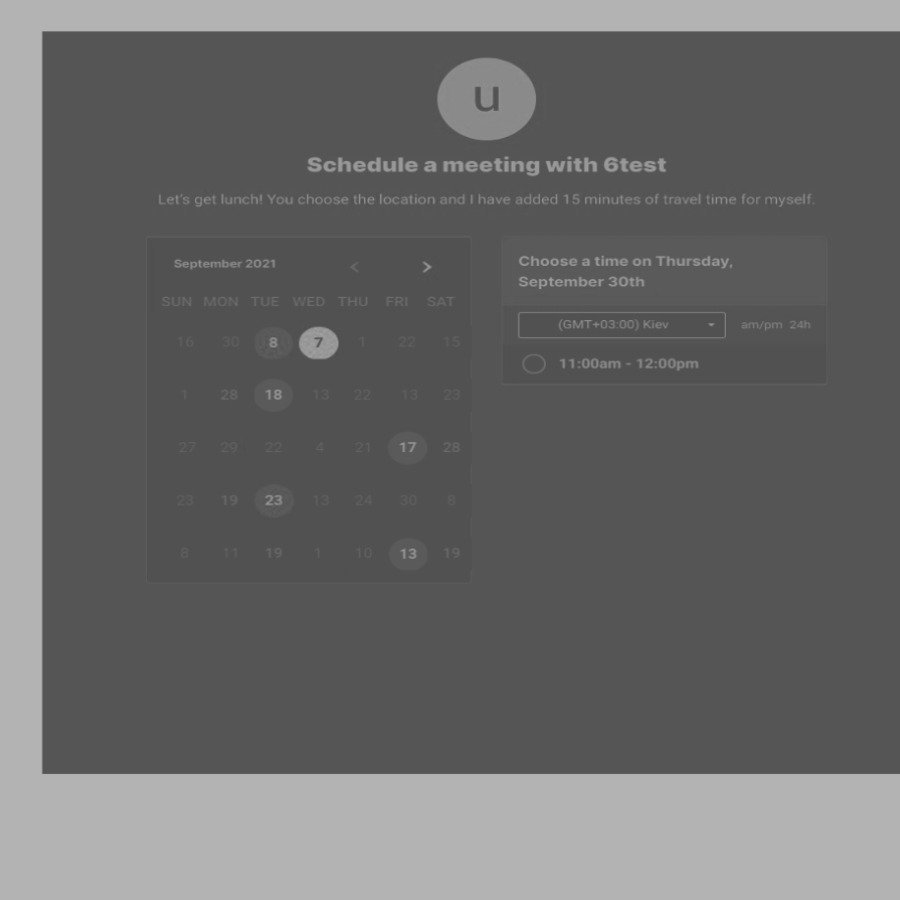 u
Schedule a meeting with 6test
Let's get lunch! You choose the location and I have added 15 minutes of travel time for myself.
September 2021 < >
SUN MON TUE WED THU FRI SAT
16 30 8 7 1 22 15
1 28 18 13 22 13 23
27 29 22 4 21 17 28
23 19 23 13 24 30 8
8 11 19 1 10 13 19
Choose a time on Thursday,
September 30th
(GMT+03:00) Kiev am/pm 24h
11:00am - 12:00pm